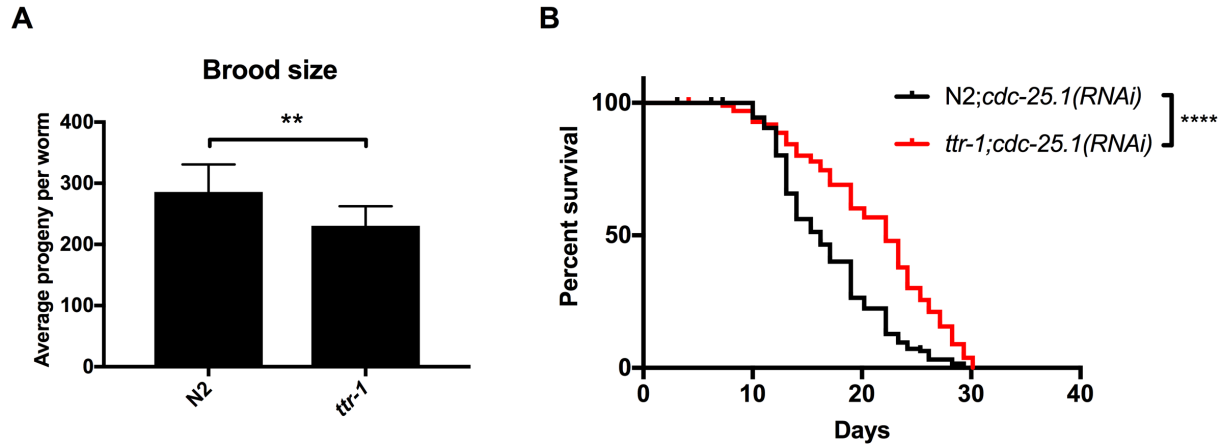 A
Brood size
Average progeny per worm
400
300
200
100
0
**
N2
ttr-1
B
Percent survival
100
50
0
0 10 20 30 40
Days
N2;cdc-25.1(RNAi)
ttr-1;cdc-25.1(RNAi)
****